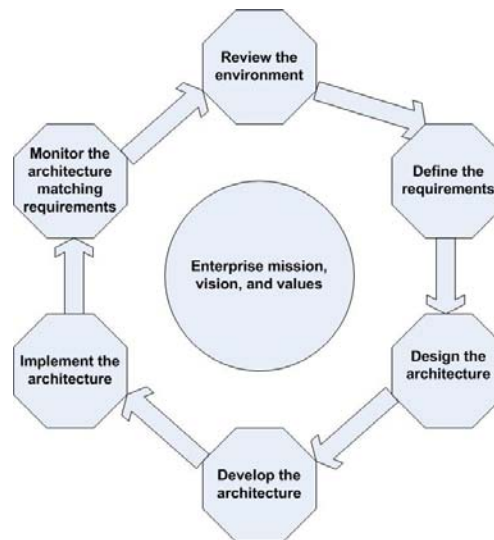 Review the
environment
Define the
requirements
Design the
architecture
Develop the
architecture
Implement the
architecture
Monitor the
architecture
matching
requirements
Enterprise mission,
vision, and values